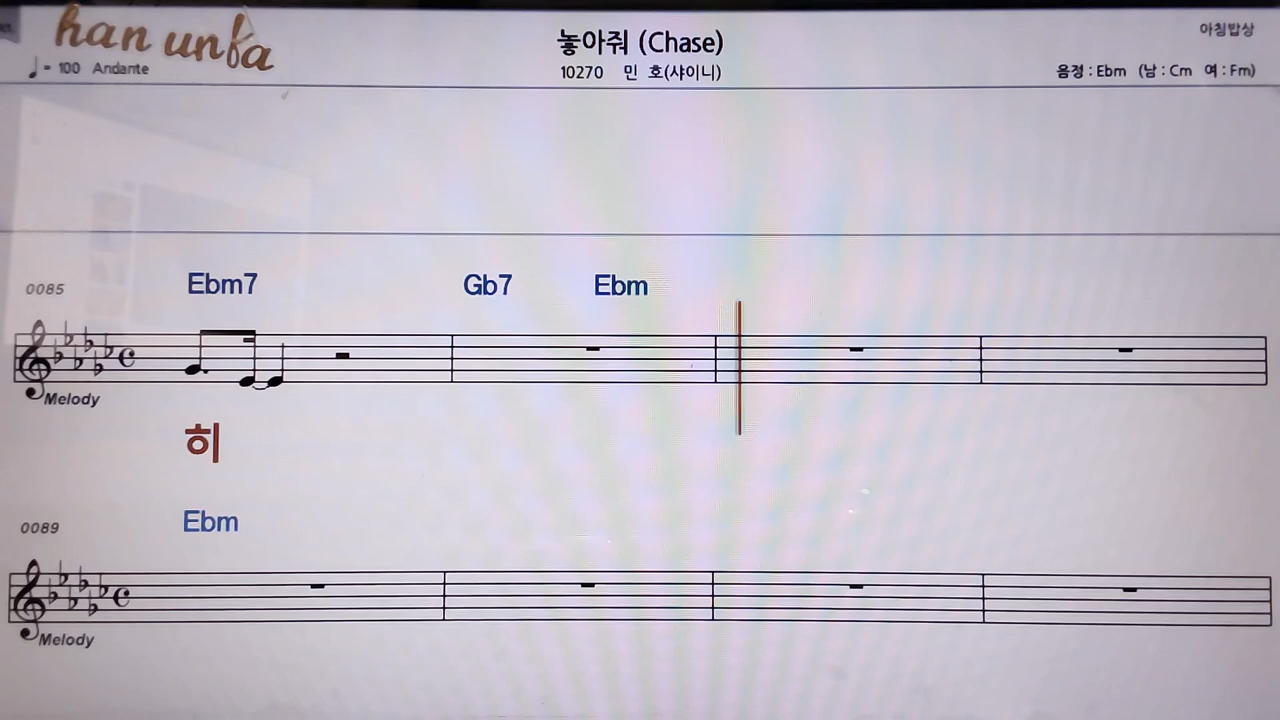 han unfa
놓아줘 (Chase)
아침밥상
♩= 100 Andante
10270 민 호(샤이니)
음정 : Ebm (남 : Cm 여 : Fm)
0085
Ebm7 Gb7 Ebm
Melody
히
0089
Ebm
Melody